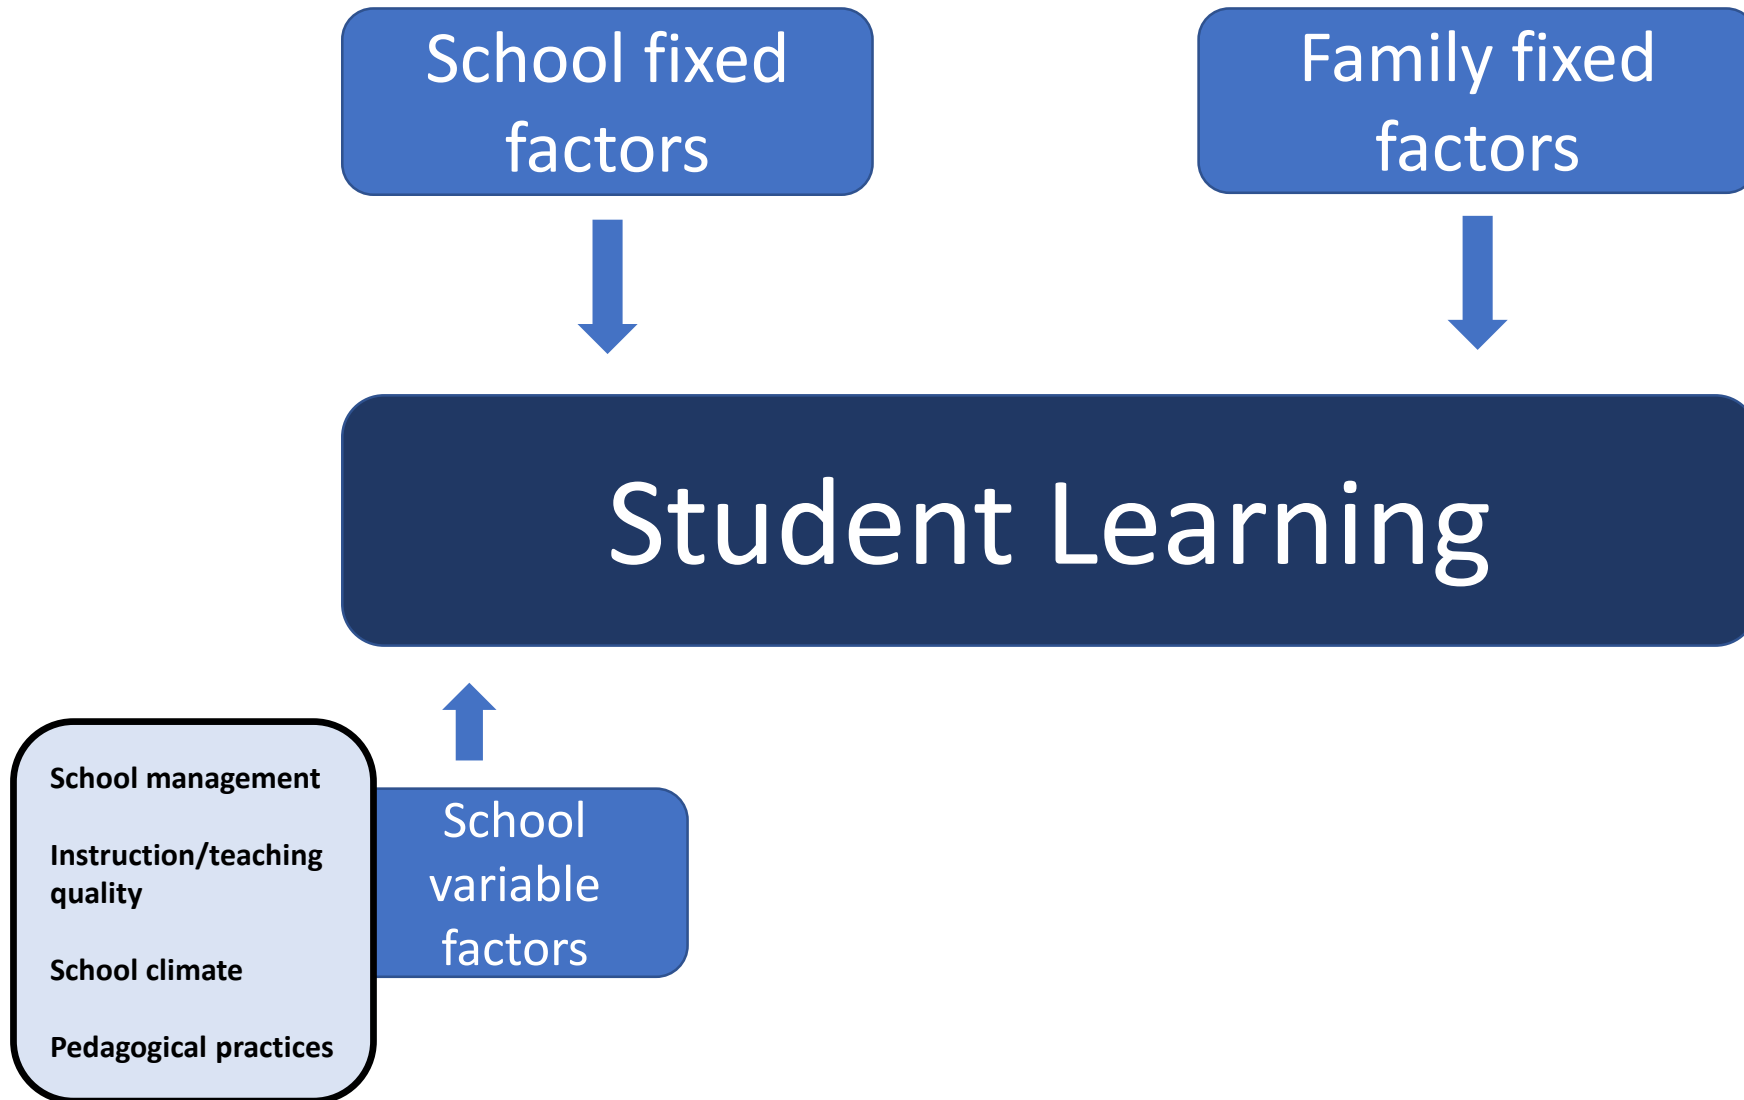 School fixed
factors
Family fixed
factors
Student Learning
School management
Instruction/teaching
quality
School climate
Pedagogical practices
School
variable
factors